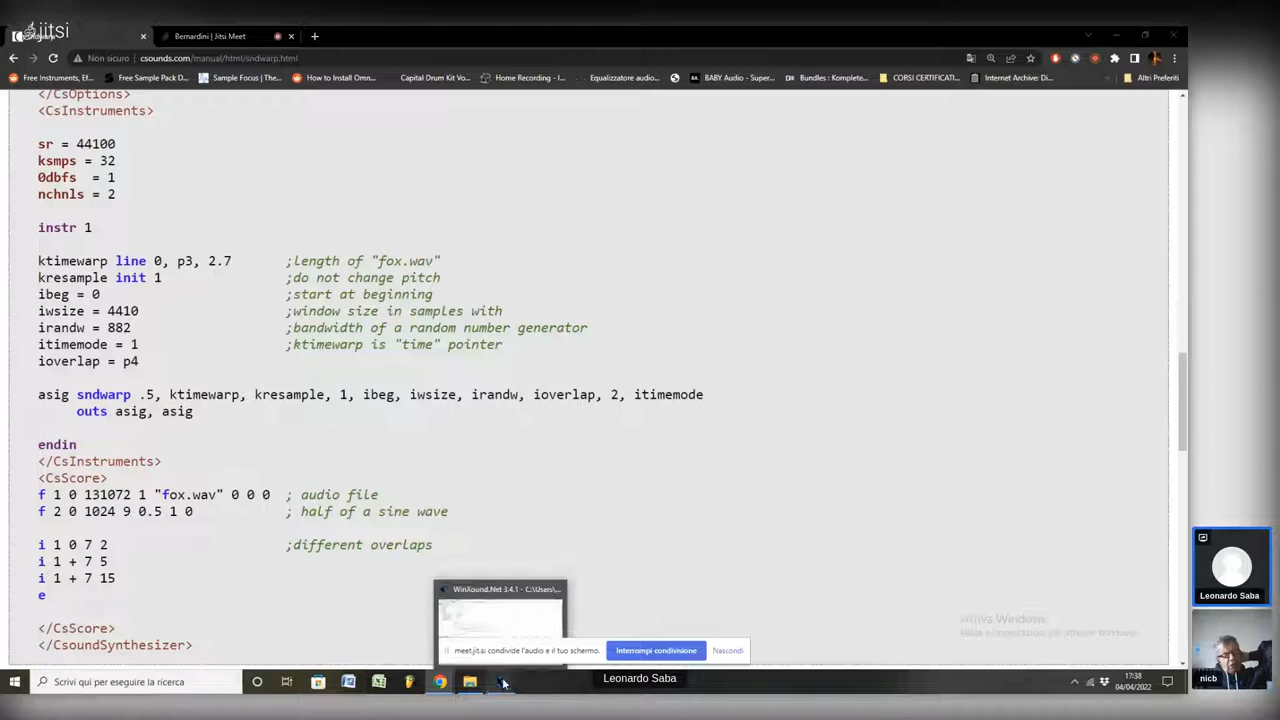 jitsi
Bernardini | Jitsi Meet
Non sicuro
csounds.com/manual/html/sndwarp.html
Free Instruments, Ef...
Free Sample Pack D...
Sample Focus | The...
How to Install Omn...
Capital Drum Kit Vo...
Home Recording - I...
Equalizzatore audio...
BABY Audio - Super...
Bundles : Komplete...
CORSI CERTIFICATI...
Internet Archive: Di...
Altri Preferiti
</CsOptions>
<CsInstruments>
sr = 44100
ksmps = 32
0dbfs = 1
nchnls = 2
instr 1
ktimewarp line 0, p3, 2.7 ;length of "fox.wav"
kresample init 1 ;do not change pitch
ibeg = 0 ;start at beginning
iwsize = 4410 ;window size in samples with
irandw = 882 ;bandwidth of a random number generator
itimemode = 1 ;ktimewarp is "time" pointer
ioverlap = p4
asig sndwarp .5, ktimewarp, kresample, 1, ibeg, iwsize, irandw, ioverlap, 2, itimemode
outs asig, asig
endin
</CsInstruments>
<CsScore>
f 1 0 131072 1 "fox.wav" 0 0 0 ; audio file
f 2 0 1024 9 0.5 1 0 ; half of a sine wave
i 1 0 7 2 ;different overlaps
i 1 + 7 5
i 1 + 7 15
e
</CsScore>
</CsoundSynthesizer>
WinXound.Net 3.4.1 - C:\Users\...
meet.jit.si condivide l'audio e il tuo schermo.
Interrompi condivisione
Nascondi
Attiva Windows
Scrivi qui per eseguire la ricerca
Leonardo Saba
17:38
04/04/2022
Leonardo Saba
nicb